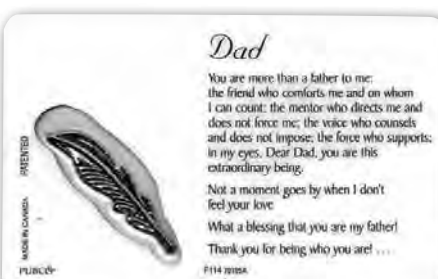 Dad
You are more than a father to me:
the friend who comforts me and on whom
I can count; the mentor who directs me and
does not force me; the voice who counsels
and does not impose; the force who supports;
in my eyes, Dear Dad, you are this
extraordinary being.
Not a moment goes by when I don't
feel your love
What a blessing that you are my father!
Thank you for being who you are! ....
MADE IN CANADA PATENTED
F114